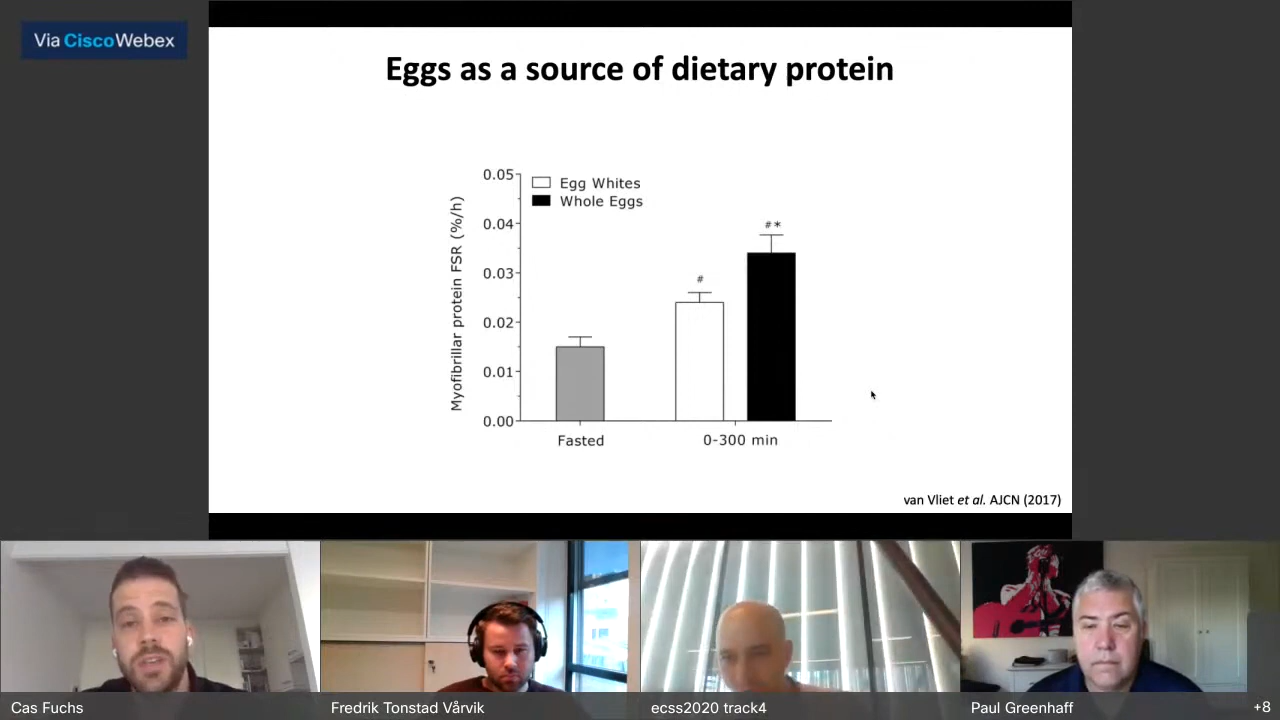 Via Cisco Webex
Eggs as a source of dietary protein
Myofibrillar protein FSR (%/h)
0.05
0.04
0.03
0.02
0.01
0.00
Egg Whites
Whole Eggs
#
#*
Fasted
0-300 min
van Vliet et al. AJCN (2017)
Cas Fuchs
Fredrik Tonstad Vårvik
ecss2020 track4
Paul Greenhaff
+8